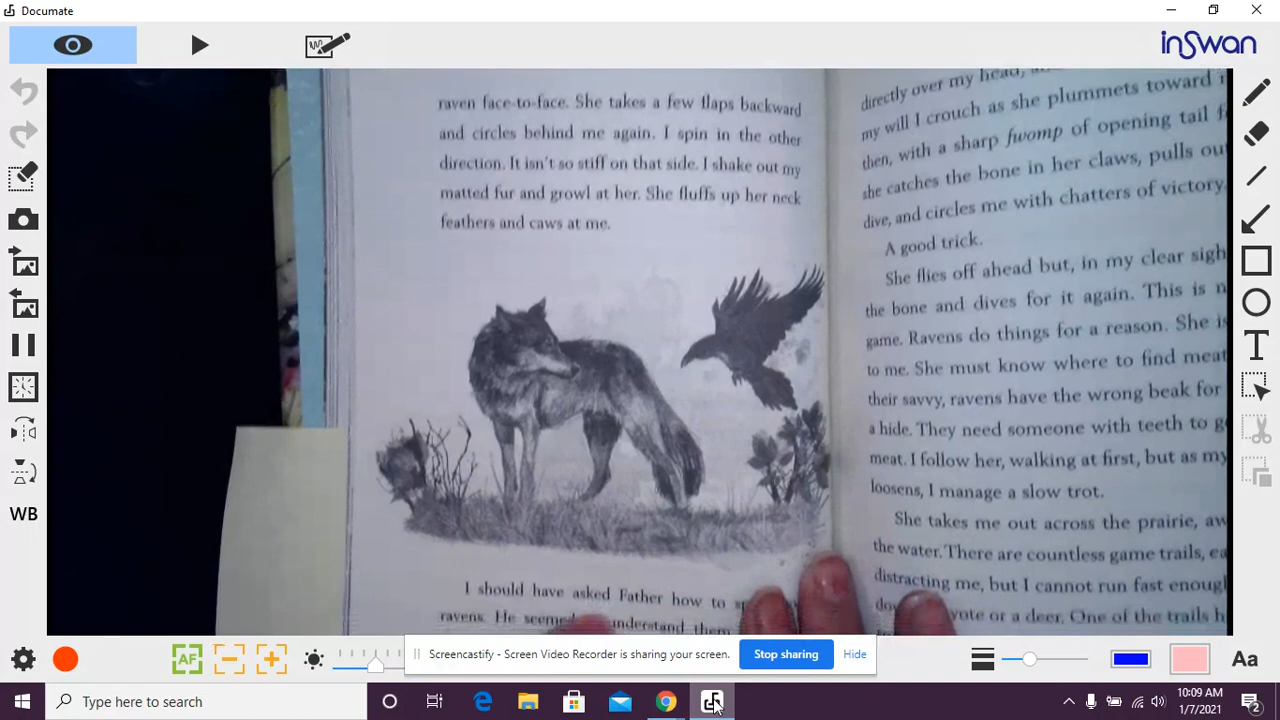 Documate
inSwan
raven face-to-face. She takes a few flaps backward
and circles behind me again. I spin in the other
direction. It isn't so stiff on that side. I shake out my
matted fur and growl at her. She fluffs up her neck
feathers and caws at me.
I should have asked Father how to
ravens. He seemed understand them
directly over my head,
my will I crouch as she plummets toward
then, with a sharp fwomp of opening tail
she catches the bone in her claws, pulls out
dive, and circles me with chatters of victory.
A good trick.
She flies off ahead but, in my clear
the bone and dives for it again. This is
game. Ravens do things for a reason. She is
to me. She must know where to find meat
their savvy, ravens have the wrong beak for
a hide. They need someone with teeth to
meat. I follow her, walking at first, but as my
loosens, I manage a slow trot.
She takes me out across the prairie,
the water. There are countless game trails,
distracting me, but I cannot run fast
or a deer. One of the trails
T
WB
AF
Screencastify - Screen Video Recorder is sharing your screen.
Stop sharing
Hide
Aa
Type here to search
10:09 AM
1/7/2021
2